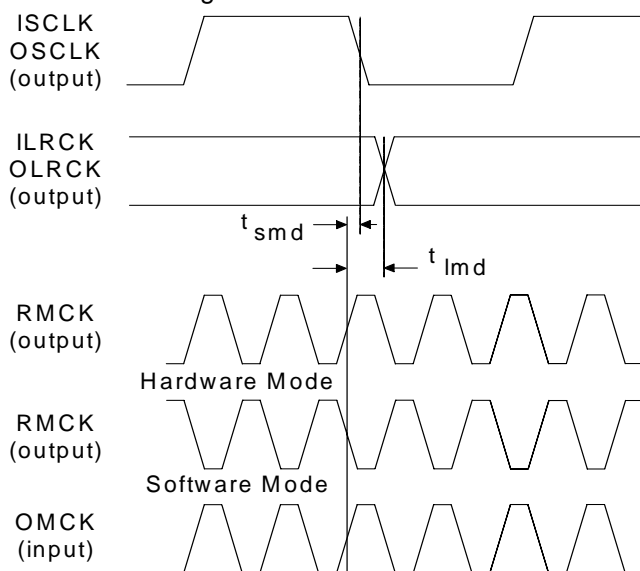 ISCLK
OSCLK
(output)
ILRCK
OLRCK
(output)
t smd
t lmd
RMCK
(output)
Hardware Mode
RMCK
(output)
Software Mode
OMCK
(input)